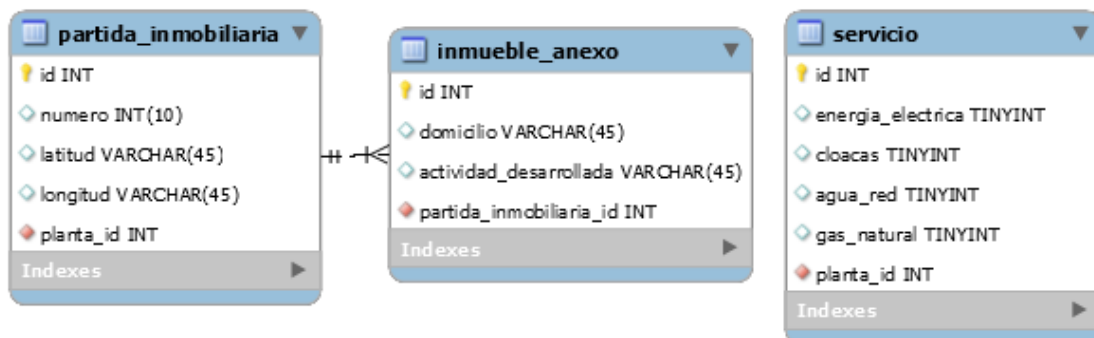 partida_inmobiliaria
id INT
numero INT(10)
latitud VARCHAR(45)
longitud VARCHAR(45)
planta_id INT
Indexes
inmueble_anexo
id INT
domicilio VARCHAR(45)
actividad_desarrollada VARCHAR(45)
partida_inmobiliaria_id INT
Indexes
servicio
id INT
energia_electrica TINYINT
cloacas TINYINT
agua_red TINYINT
gas_natural TINYINT
planta_id INT
Indexes